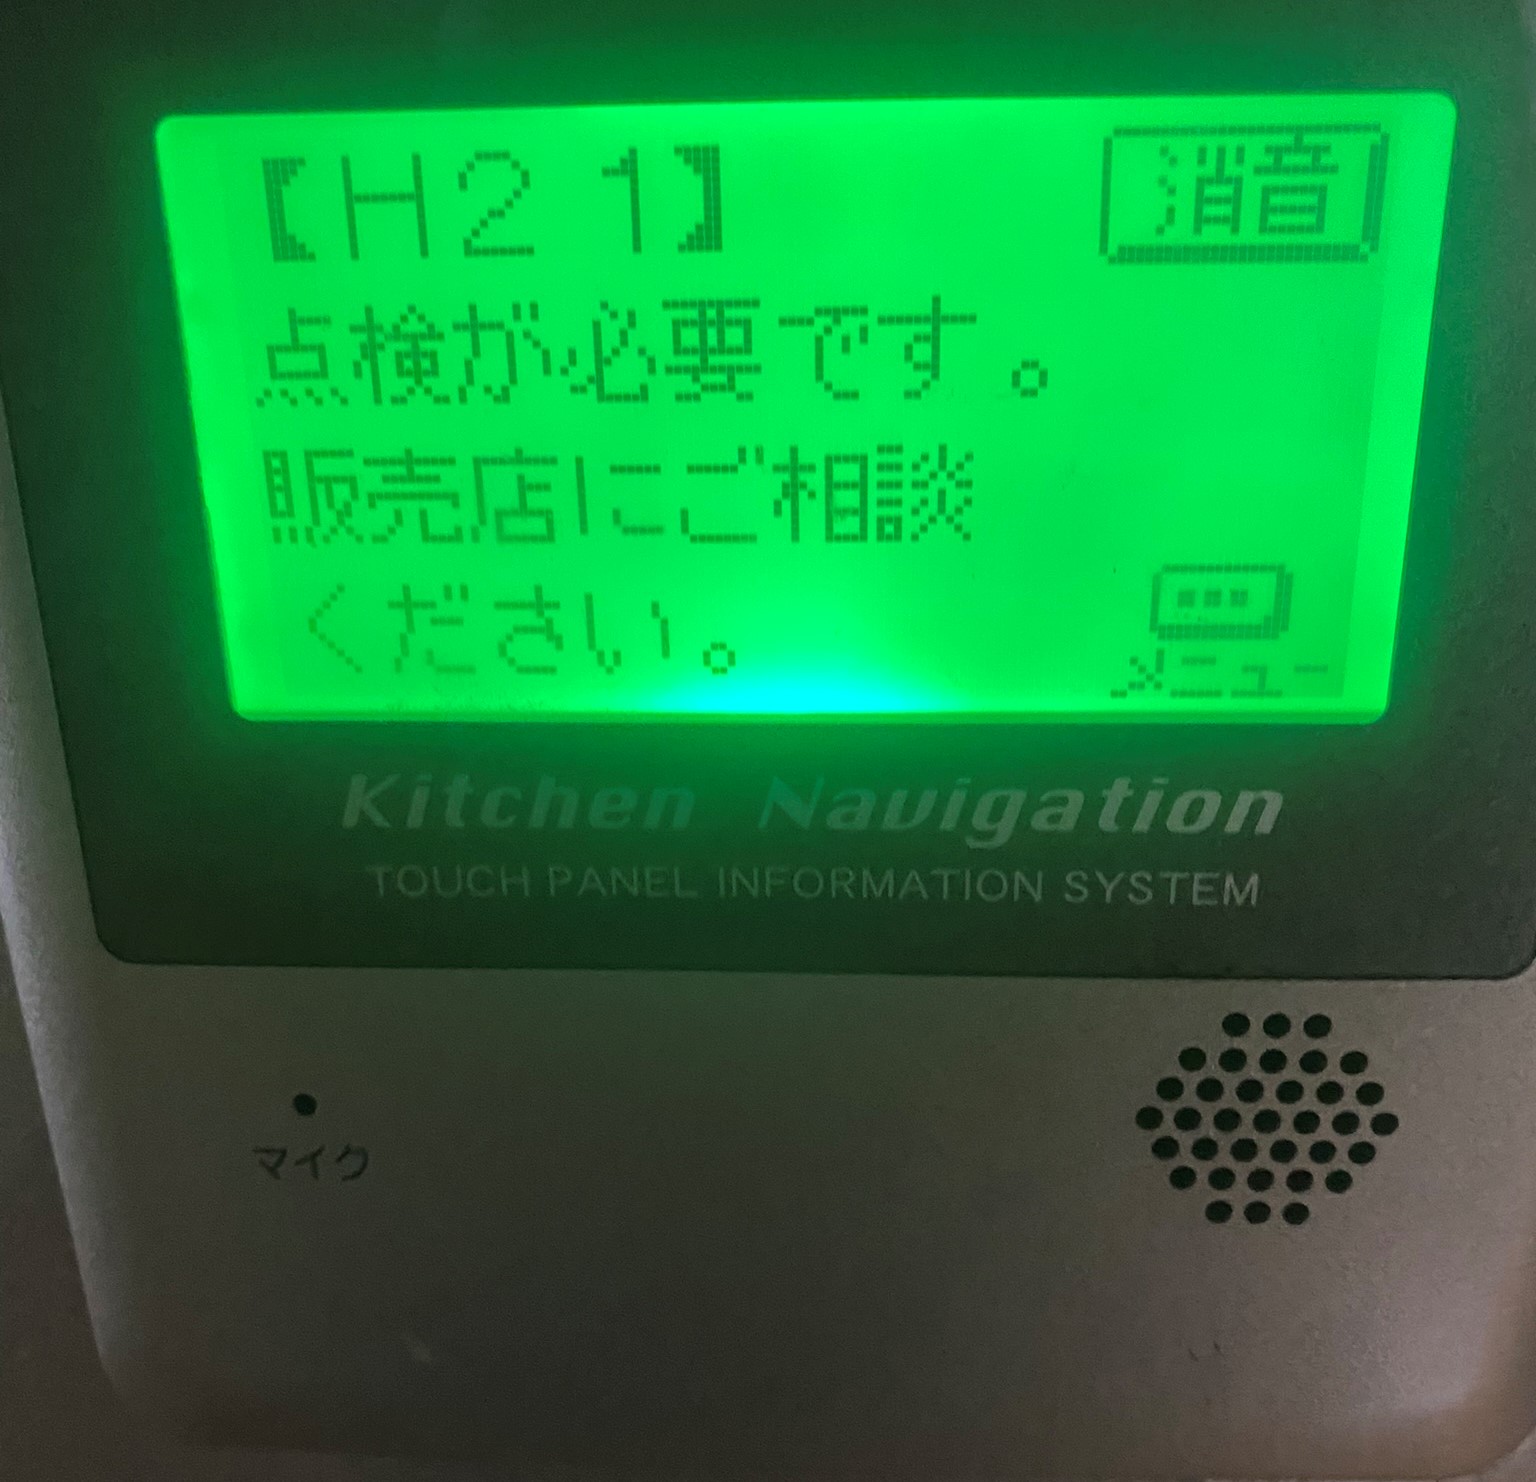 【H21】 消音
点検が必要です。
販売店にご相談
ください。
メニュー
Kitchen Navigation
TOUCH PANEL INFORMATION SYSTEM
マイク